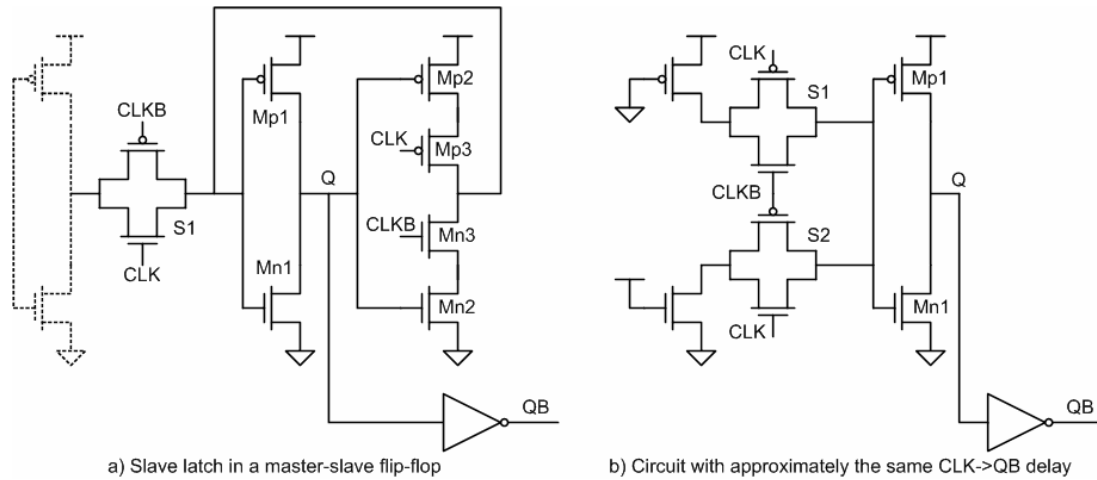 CLKB
S1
CLK
Mp1
Mn1
Q
Mp2
CLK
Mp3
CLKB
Mn3
Mn2
QB
a) Slave latch in a master-slave flip-flop
CLK
S1
CLKB
S2
CLK
Mp1
Q
Mn1
QB
b) Circuit with approximately the same CLK->QB delay